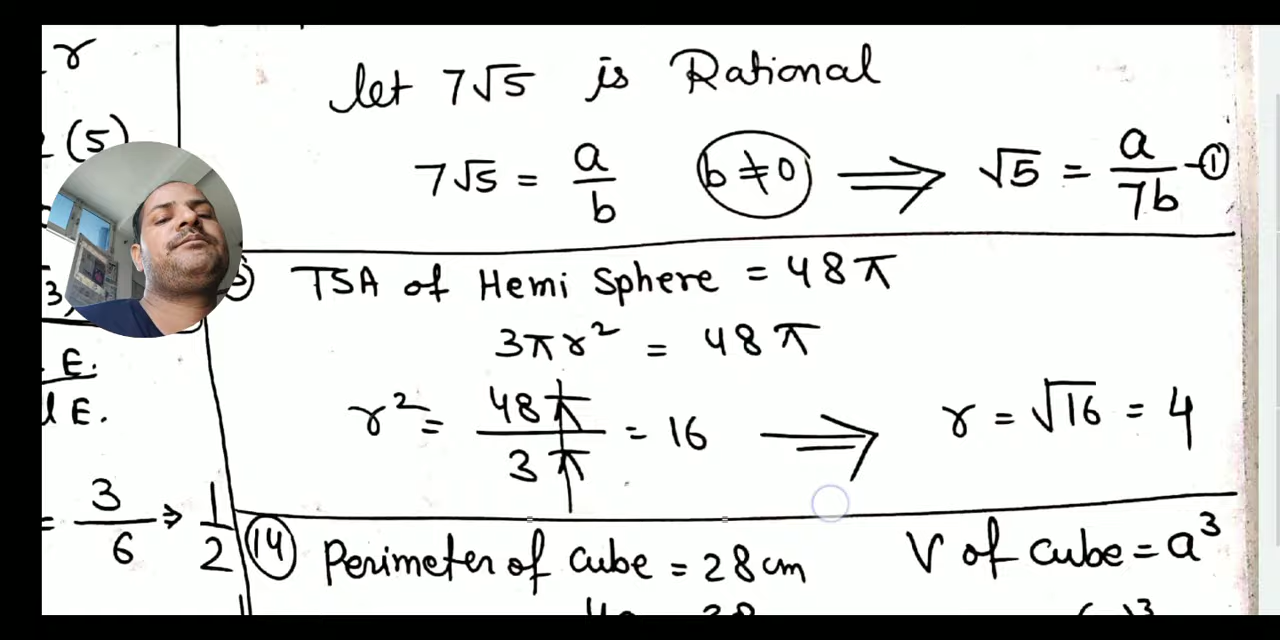 r
(5)
3,
E.
E.
= 3/6 ⇒ 1/2
let 7√5 is Rational
7√5 = a/b b ≠ 0 ⟹ √5 = a/7b -①
TSA of Hemi Sphere = 48π
3πr² = 48π
r² = 48π/3π = 16 ⟹ r = √16 = 4
⑭ Perimeter of Cube = 28 cm V of Cube = a³